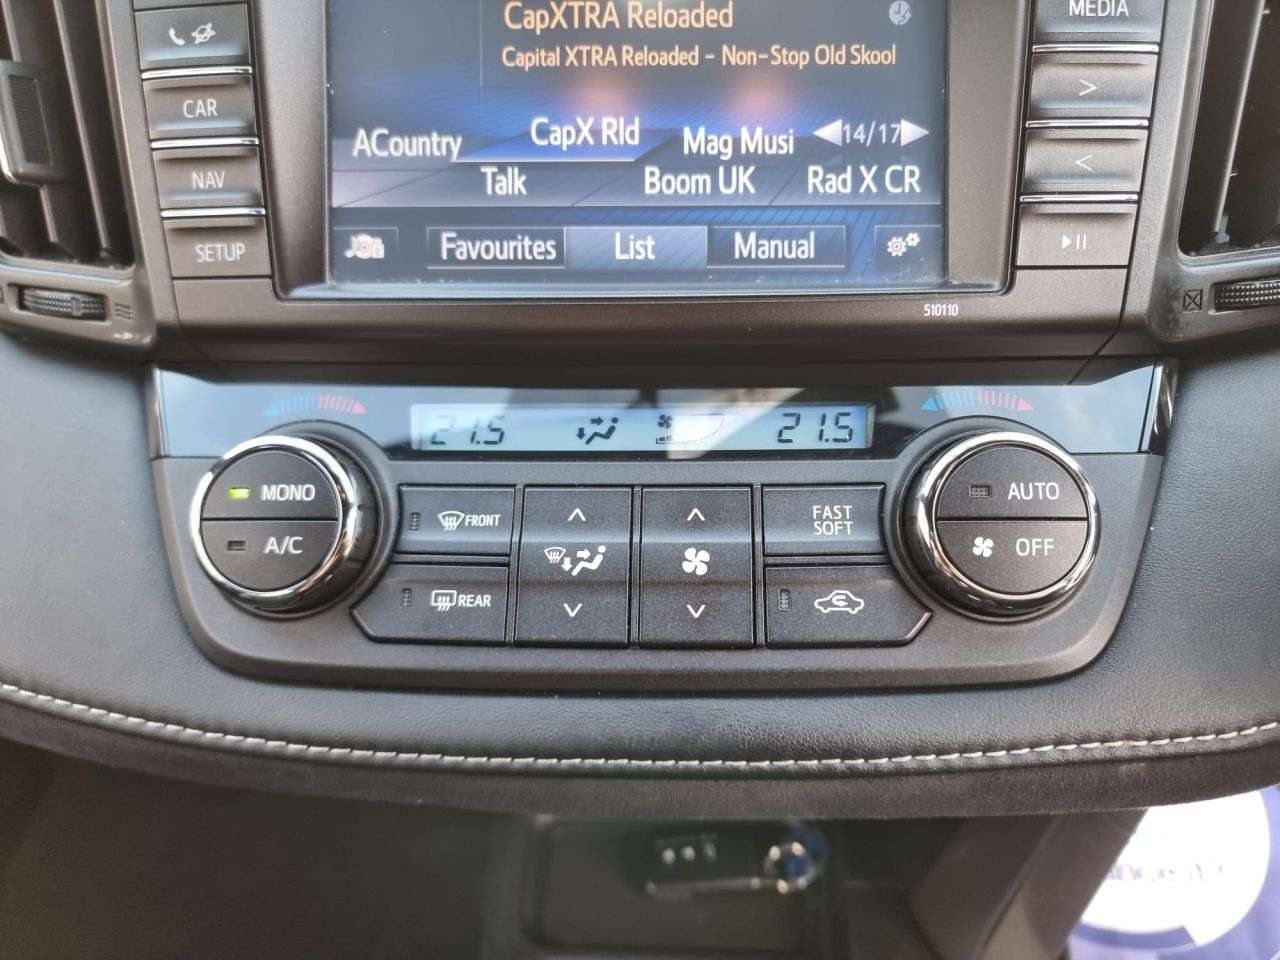 CapXTRA Reloaded
Capital XTRA Reloaded - Non-Stop Old Skool
ACountry CapX Rld Mag Musi 14/17
Talk Boom UK Rad X CR
Favourites List Manual
CAR
NAV
SETUP
MEDIA
>
<
510110
21.5 21.5
MONO
A/C
FRONT
REAR
FAST
SOFT
AUTO
OFF